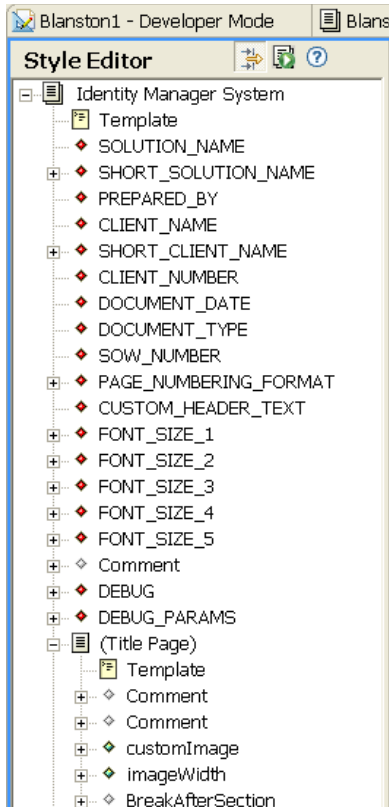 Blanston1 - Developer Mode Blans
Style Editor
Identity Manager System
Template
SOLUTION_NAME
SHORT_SOLUTION_NAME
PREPARED_BY
CLIENT_NAME
SHORT_CLIENT_NAME
CLIENT_NUMBER
DOCUMENT_DATE
DOCUMENT_TYPE
SOW_NUMBER
PAGE_NUMBERING_FORMAT
CUSTOM_HEADER_TEXT
FONT_SIZE_1
FONT_SIZE_2
FONT_SIZE_3
FONT_SIZE_4
FONT_SIZE_5
Comment
DEBUG
DEBUG_PARAMS
(Title Page)
Template
Comment
Comment
customImage
imageWidth
BreakAfterSection